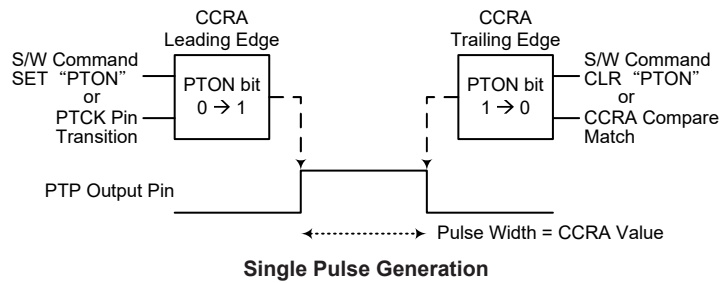 CCRA
Leading Edge
CCRA
Trailing Edge
S/W Command
SET “PTON”
or
PTCK Pin
Transition
PTON bit
0 → 1
PTON bit
1 → 0
S/W Command
CLR “PTON”
or
CCRA Compare
Match
PTP Output Pin
Pulse Width = CCRA Value
Single Pulse Generation